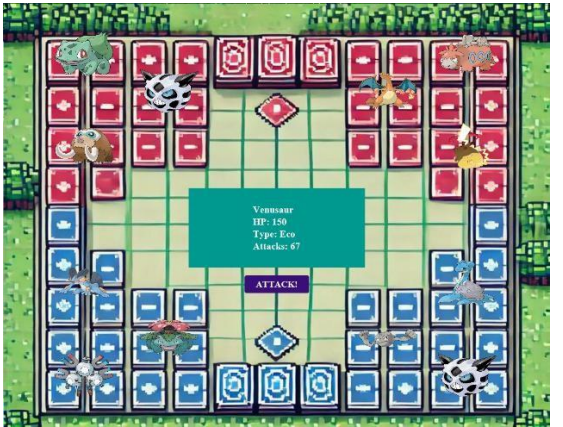 Venusaur
HP: 150
Type: Eco
Attacks: 67
ATTACK!